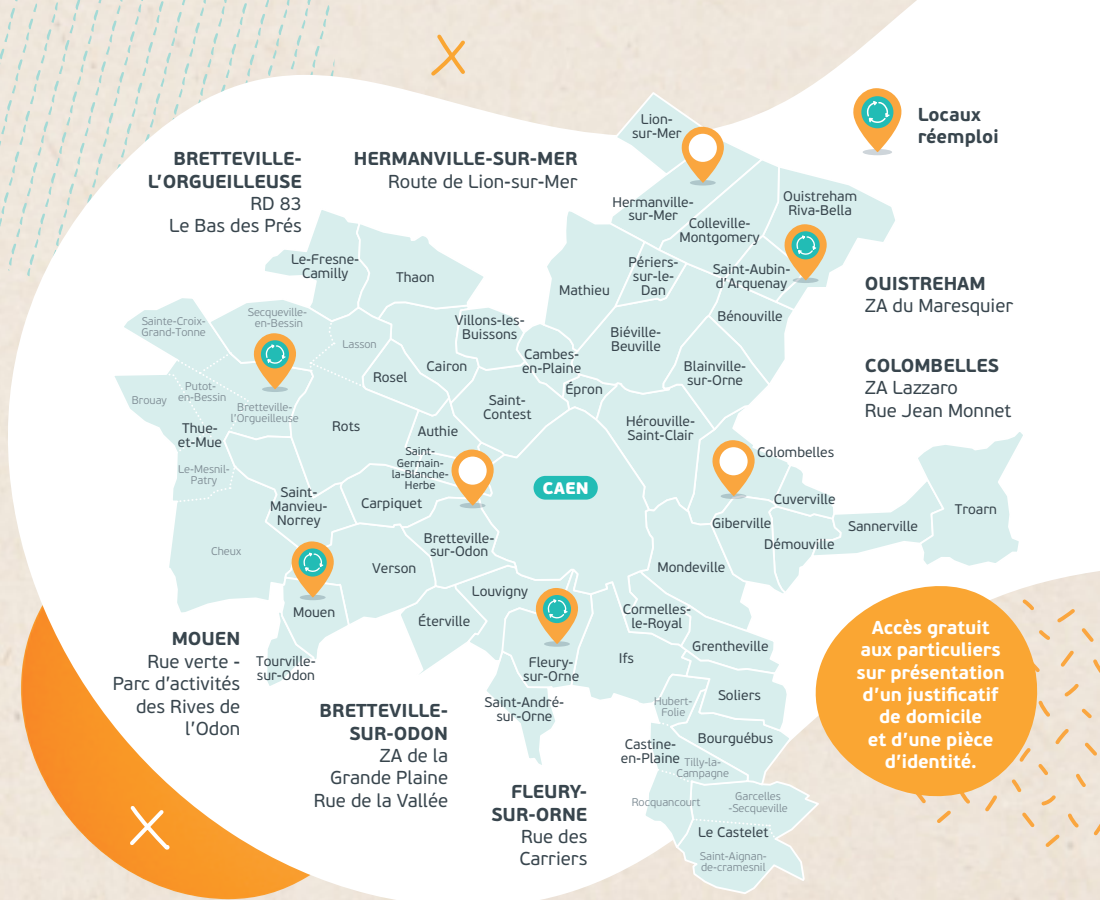 Locaux
réemploi
BRETTEVILLE-
L'ORGUEILLEUSE
RD 83
Le Bas des Prés
HERMANVILLE-SUR-MER
Route de Lion-sur-Mer
OUISTREHAM
ZA du Maresquier
COLOMBELLES
ZA Lazzaro
Rue Jean Monnet
Lion-
sur-Mer
Hermanville-
sur-Mer
Colleville-
Montgomery
Ouistreham
Riva-Bella
Périers-
sur-le-
Dan
Saint-Aubin-
d'Arquenay
Mathieu
Bénouville
Le-Fresne-
Camilly
Thaon
Sainte-Croix-
Grand-Tonne
Secqueville-
en-Bessin
Lasson
Villons-les-
Buissons
Biéville-
Beuville
Cambes-
en-Plaine
Cairon
Rosel
Blainville-
sur-Orne
Épron
Brouay
Putot-
en-Bessin
Bretteville-
l'Orgueilleuse
Saint-
Contest
Rots
Authie
Hérouville-
Saint-Clair
Thue-
et-Mue
Saint-
Germain-
la-Blanche-
Herbe
Colombelles
Le-Mesnil-
Patry
CAEN
Saint-
Manvieu-
Norrey
Carpiquet
Cuverville
Troarn
Giberville
Sannerville
Démouville
Cheux
Bretteville-
sur-Odon
Verson
Mondeville
Louvigny
Mouen
Éterville
Cormelles-
le-Royal
Grentheville
Tourville-
sur-Odon
Fleury-
sur-Orne
Ifs
Soliers
Saint-André-
sur-Orne
Hubert-
Folie
Bourguébus
Castine-
en-Plaine
Tilly-la-
Campagne
Rocquancourt
Garcelles
-Secqueville
Le Castelet
Saint-Aignan-
de-cramesnil
MOUEN
Rue verte -
Parc d'activités
des Rives de
l'Odon
BRETTEVILLE-
SUR-ODON
ZA de la
Grande Plaine
Rue de la Vallée
FLEURY-
SUR-ORNE
Rue des
Carriers
Accès gratuit
aux particuliers
sur présentation
d'un justificatif
de domicile
et d'une pièce
d'identité.